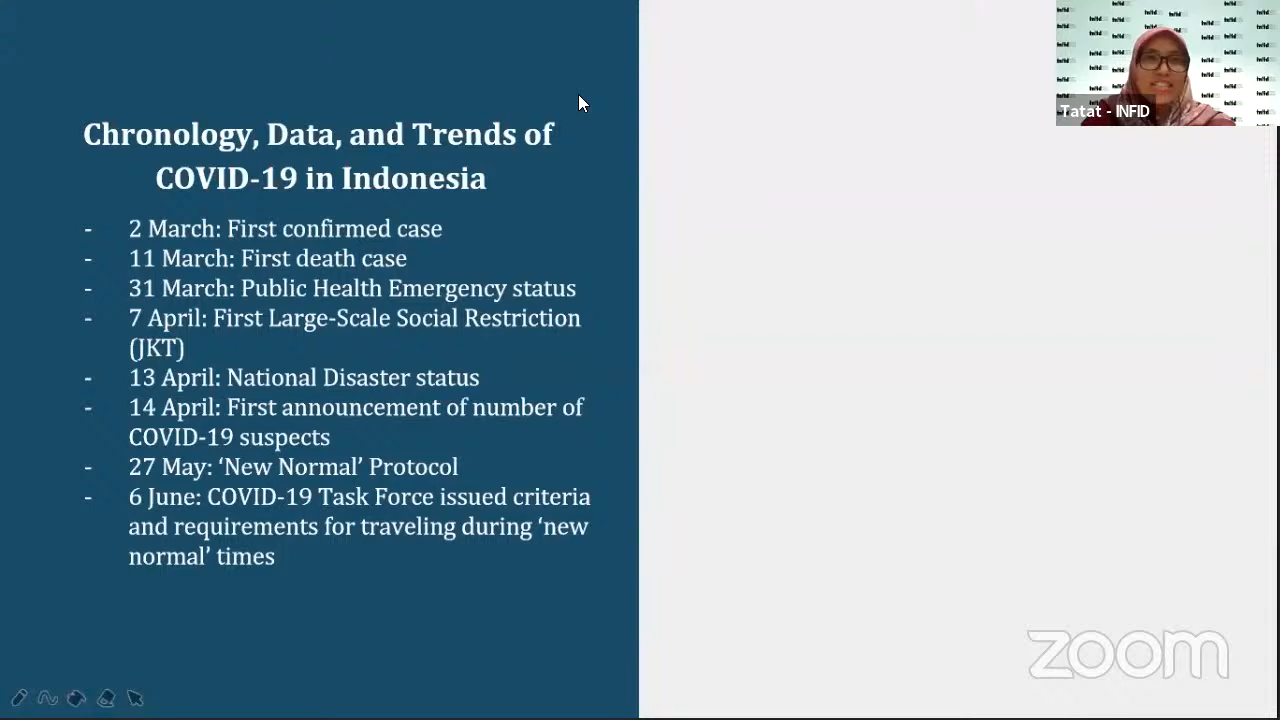 Chronology, Data, and Trends of
COVID-19 in Indonesia
- 2 March: First confirmed case
- 11 March: First death case
- 31 March: Public Health Emergency status
- 7 April: First Large-Scale Social Restriction
(JKT)
- 13 April: National Disaster status
- 14 April: First announcement of number of
COVID-19 suspects
- 27 May: ‘New Normal’ Protocol
- 6 June: COVID-19 Task Force issued criteria
and requirements for traveling during ‘new
normal’ times
Tatat - INFID
zoom